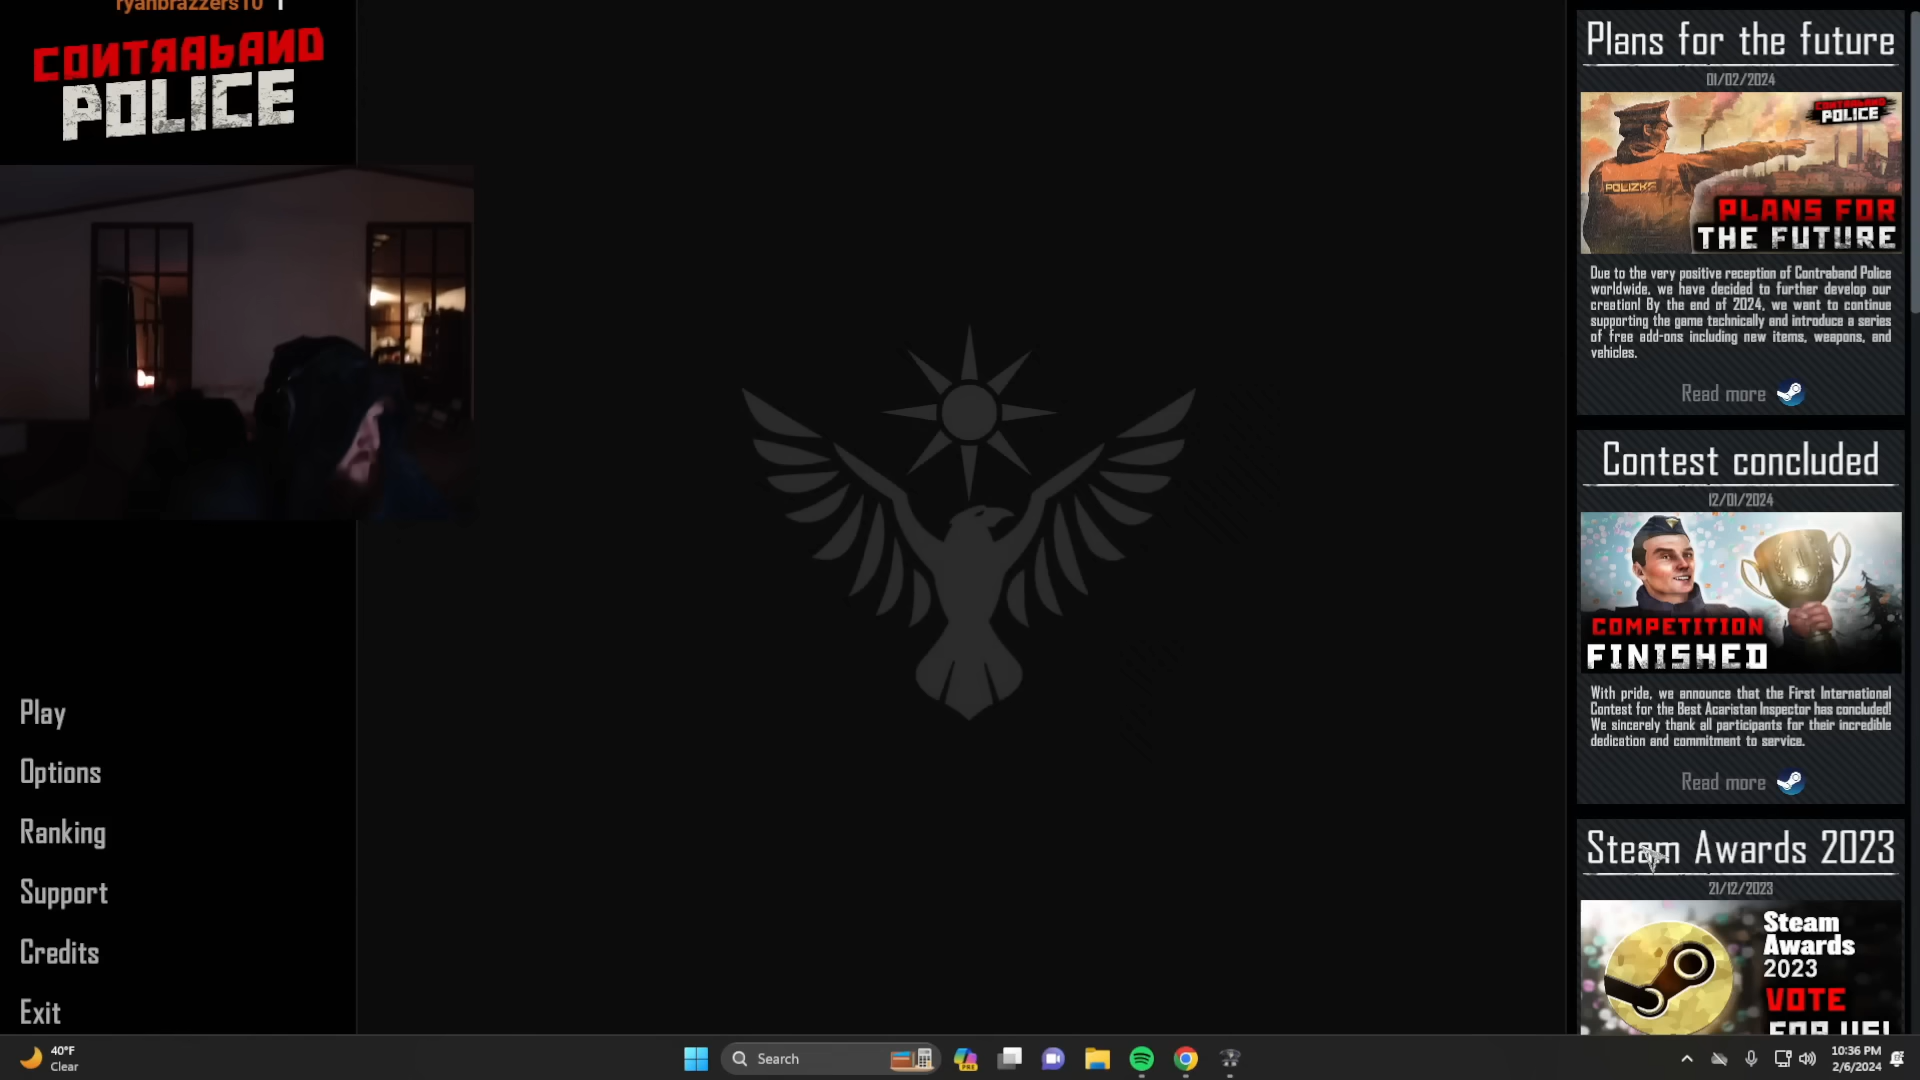 ryanbrazzers10 1
CONTRABAND
POLICE
Play
Options
Ranking
Support
Credits
Exit
Plans for the future
01/02/2024
CONTRABAND
POLICE
POLIZKS
PLANS FOR
THE FUTURE
Due to the very positive reception of Contraband Police
worldwide, we have decided to further develop our
creation! By the end of 2024, we want to continue
supporting the game technically and introduce a series
of free add-ons including new items, weapons, and
vehicles.
Read more
Contest concluded
12/01/2024
COMPETITION
FINISHED
With pride, we announce that the First International
Contest for the Best Acaristan Inspector has concluded!
We sincerely thank all participants for their incredible
dedication and commitment to service.
Read more
Steam Awards 2023
21/12/2023
Steam
Awards
2023
VOTE
FOR US!
40°F
Clear
Search
PRE
10:36 PM
2/6/2024